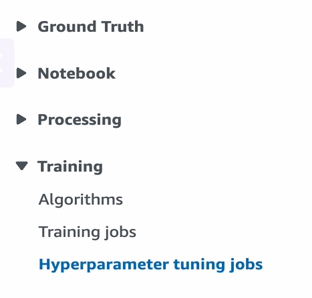 Ground Truth
Notebook
Processing
Training
Algorithms
Training jobs
Hyperparameter tuning jobs